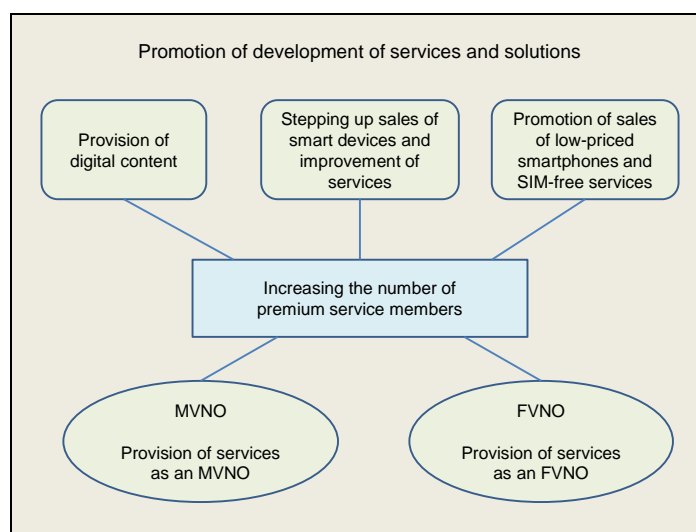 Promotion of development of services and solutions
Provision of
digital content
Stepping up sales of
smart devices and
improvement of
services
Promotion of sales
of low-priced
smartphones and
SIM-free services
Increasing the number of
premium service members
MVNO
Provision of services
as an MVNO
FVNO
Provision of services
as an FVNO